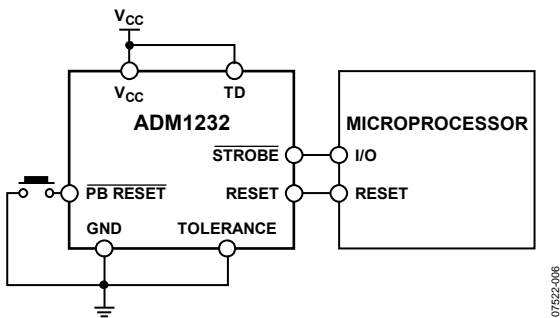 VCC
VCC
TD
ADM1232
MICROPROCESSOR
STROBE
I/O
PB RESET
RESET
RESET
GND
TOLERANCE
07522-006